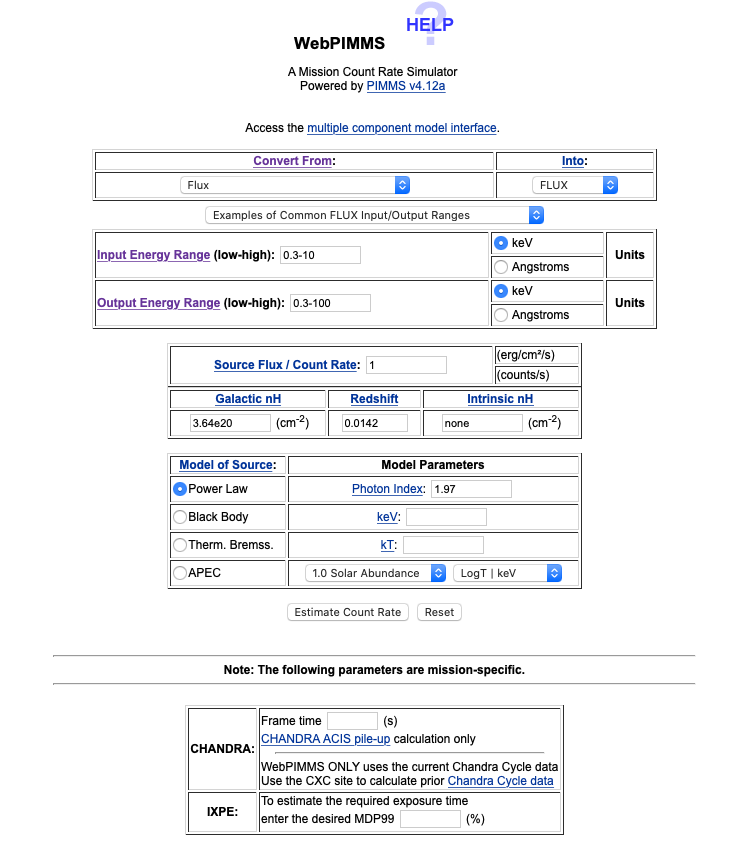 ?
HELP
WebPIMMS
A Mission Count Rate Simulator
Powered by PIMMS v4.12a
Access the multiple component model interface.
Convert From: Into:
Flux FLUX
Examples of Common FLUX Input/Output Ranges
Input Energy Range (low-high): 0.3-10 keV Angstroms Units
Output Energy Range (low-high): 0.3-100 keV Angstroms Units
Source Flux / Count Rate: 1 (erg/cm²/s)
(counts/s)
Galactic nH Redshift Intrinsic nH
3.64e20 (cm⁻²) 0.0142 none (cm⁻²)
Model of Source: Model Parameters
Power Law Photon Index: 1.97
Black Body keV:
Therm. Bremss. kT:
APEC 1.0 Solar Abundance LogT | keV
Estimate Count Rate Reset
Note: The following parameters are mission-specific.
CHANDRA: Frame time (s)
CHANDRA ACIS pile-up calculation only
WebPIMMS ONLY uses the current Chandra Cycle data
Use the CXC site to calculate prior Chandra Cycle data
IXPE: To estimate the required exposure time
enter the desired MDP99 (%)